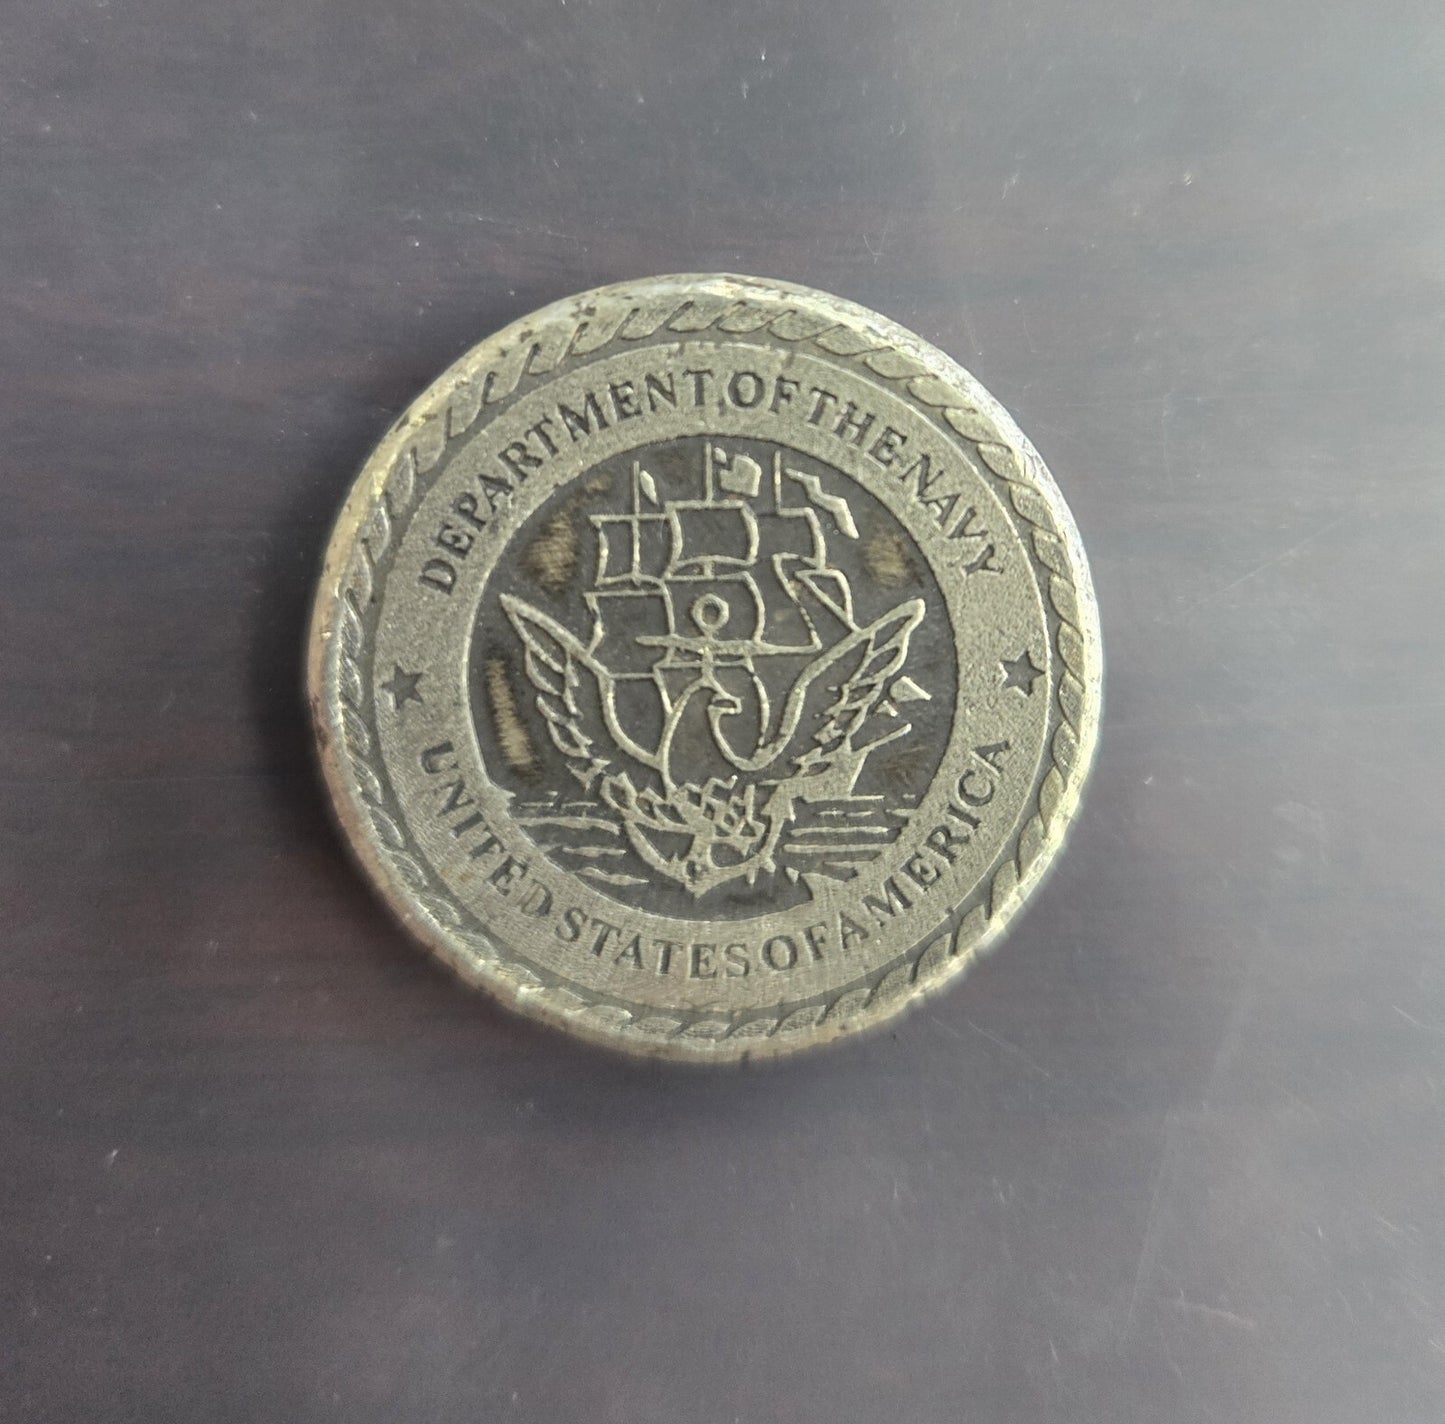 DEPARTMENT OF THE NAVY
UNITED STATES OF AMERICA